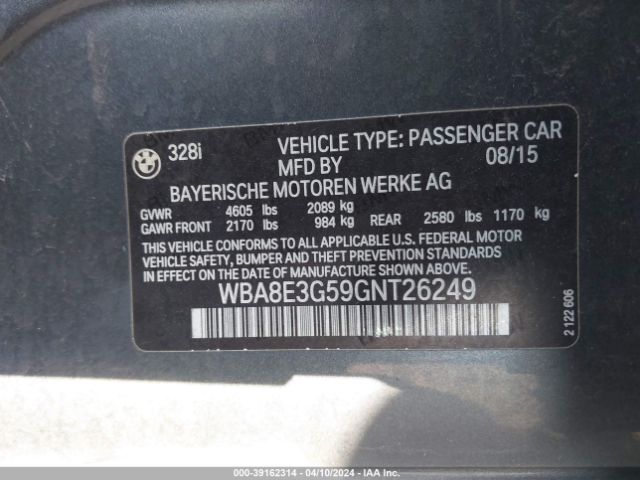 328i VEHICLE TYPE: PASSENGER CAR
MFD BY 08/15
BAYERISCHE MOTOREN WERKE AG
GVWR 4605 lbs 2089 kg
GAWR FRONT 2170 lbs 984 kg REAR 2580 lbs 1170 kg
THIS VEHICLE CONFORMS TO ALL APPLICABLE U.S. FEDERAL MOTOR
VEHICLE SAFETY, BUMPER AND THEFT PREVENTION STANDARDS
IN EFFECT ON THE DATE OF MANUFACTURE SHOWN ABOVE.
WBA8E3G59GNT26249
2 122 606
000-39162314 - 04/10/2024 - IAAI.com